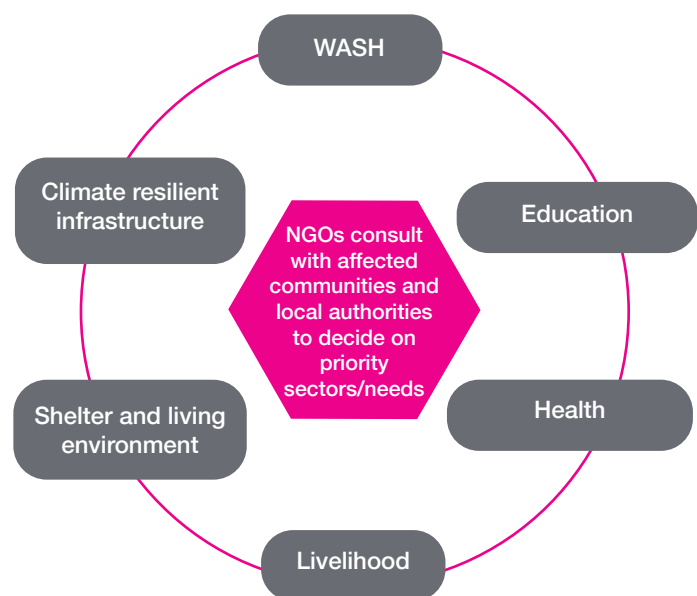 WASH
Climate resilient
infrastructure
Education
NGOs consult
with affected
communities and
local authorities
to decide on
priority
sectors/needs
Shelter and living
environment
Health
Livelihood